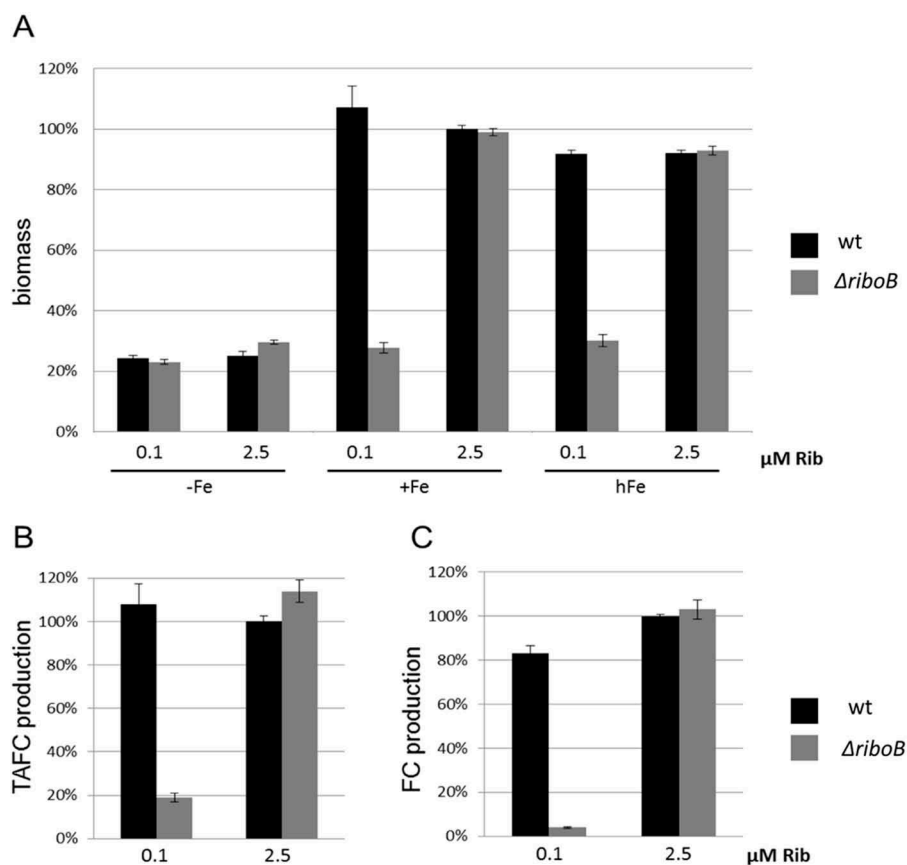 A
120%
100%
80%
60%
40%
20%
0%
biomass
0.1 2.5 0.1 2.5 0.1 2.5 µM Rib
-Fe +Fe hFe
wt
ΔriboB
B
120%
100%
80%
60%
40%
20%
0%
TAFC production
0.1 2.5
C
120%
100%
80%
60%
40%
20%
0%
FC production
0.1 2.5 µM Rib
wt
ΔriboB